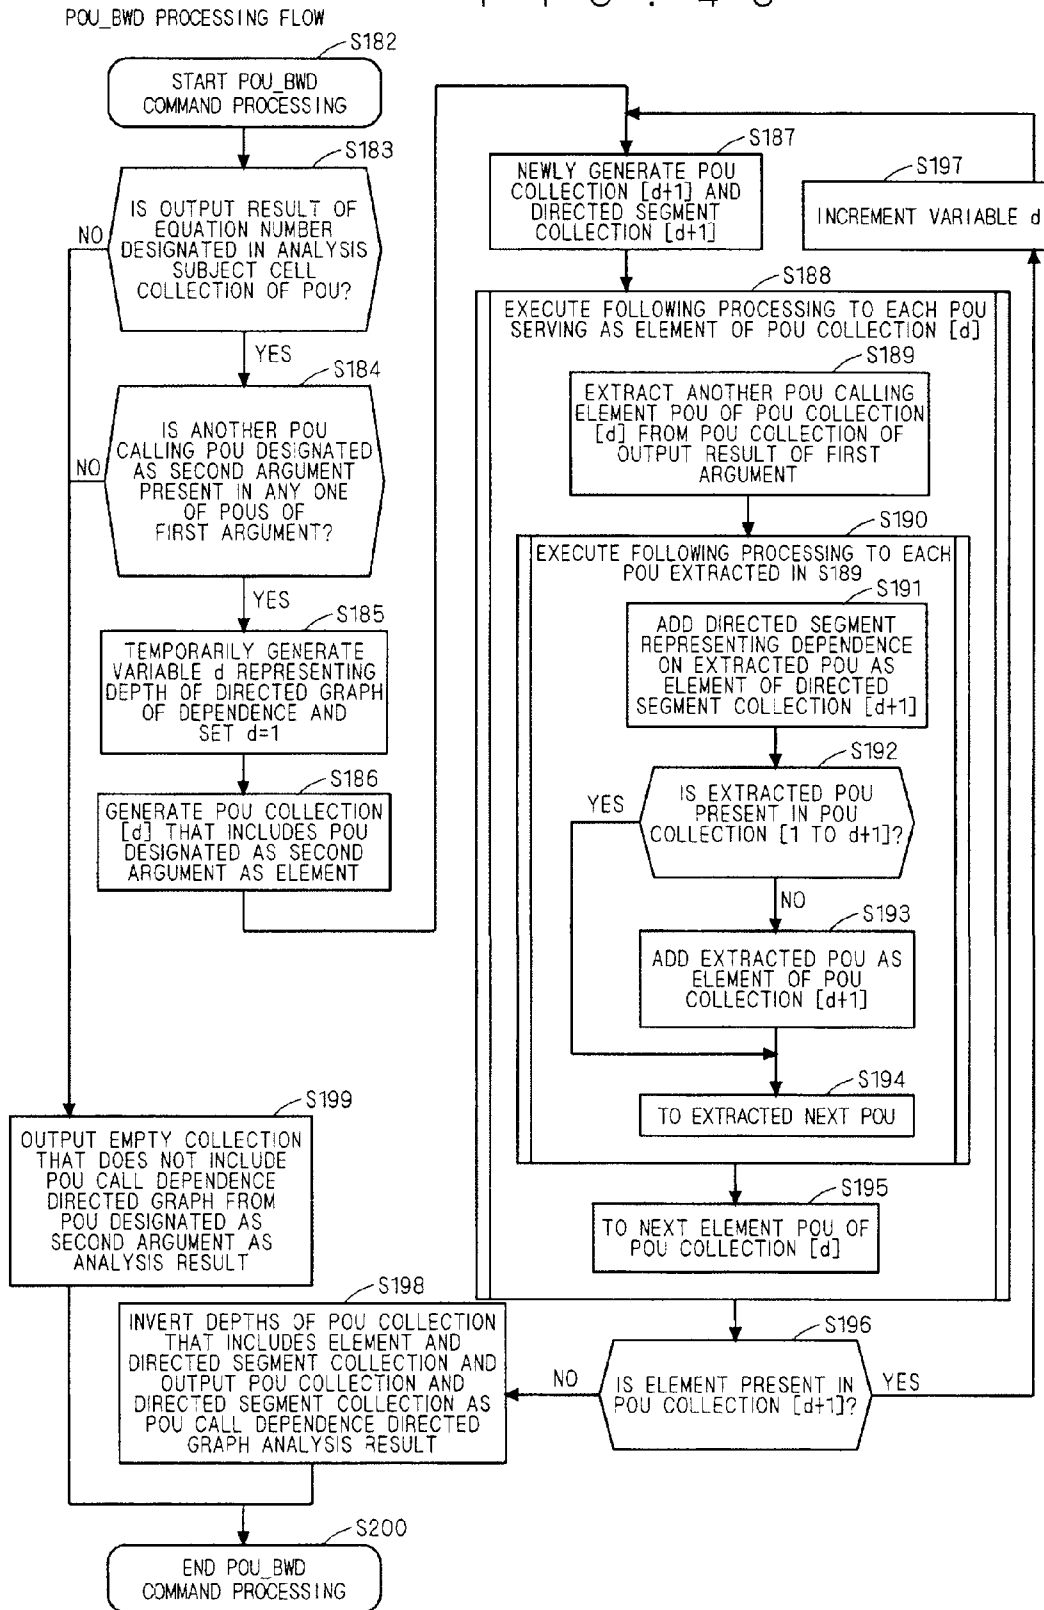 POU_BWD PROCESSING FLOW
S182
START POU_BWD
COMMAND PROCESSING
S183
IS OUTPUT RESULT OF
EQUATION NUMBER
DESIGNATED IN ANALYSIS
SUBJECT CELL
COLLECTION OF POU?
NO
YES
S184
IS ANOTHER POU
CALLING POU DESIGNATED
AS SECOND ARGUMENT
PRESENT IN ANY ONE
OF POUS OF
FIRST ARGUMENT?
NO
YES
S185
TEMPORARILY GENERATE
VARIABLE d REPRESENTING
DEPTH OF DIRECTED GRAPH
OF DEPENDENCE AND
SET d=1
S186
GENERATE POU COLLECTION
[d] THAT INCLUDES POU
DESIGNATED AS SECOND
ARGUMENT AS ELEMENT
S187
NEWLY GENERATE POU
COLLECTION [d+1] AND
DIRECTED SEGMENT
COLLECTION [d+1]
S197
INCREMENT VARIABLE d
S188
EXECUTE FOLLOWING PROCESSING TO EACH POU
SERVING AS ELEMENT OF POU COLLECTION [d]
S189
EXTRACT ANOTHER POU CALLING
ELEMENT POU OF POU COLLECTION
[d] FROM POU COLLECTION OF
OUTPUT RESULT OF FIRST
ARGUMENT
S190
EXECUTE FOLLOWING PROCESSING TO EACH
POU EXTRACTED IN S189
S191
ADD DIRECTED SEGMENT
REPRESENTING DEPENDENCE
ON EXTRACTED POU AS
ELEMENT OF DIRECTED
SEGMENT COLLECTION [d+1]
S192
IS EXTRACTED POU
PRESENT IN POU
COLLECTION [1 TO d+1]?
YES
NO
S193
ADD EXTRACTED POU AS
ELEMENT OF POU
COLLECTION [d+1]
S194
TO EXTRACTED NEXT POU
S195
TO NEXT ELEMENT POU OF
POU COLLECTION [d]
S196
IS ELEMENT PRESENT IN
POU COLLECTION [d+1]?
NO
YES
S199
OUTPUT EMPTY COLLECTION
THAT DOES NOT INCLUDE
POU CALL DEPENDENCE
DIRECTED GRAPH FROM
POU DESIGNATED AS
SECOND ARGUMENT AS
ANALYSIS RESULT
S198
INVERT DEPTHS OF POU COLLECTION
THAT INCLUDES ELEMENT AND
DIRECTED SEGMENT COLLECTION AND
OUTPUT POU COLLECTION AND
DIRECTED SEGMENT COLLECTION AS
POU CALL DEPENDENCE DIRECTED
GRAPH ANALYSIS RESULT
S200
END POU_BWD
COMMAND PROCESSING